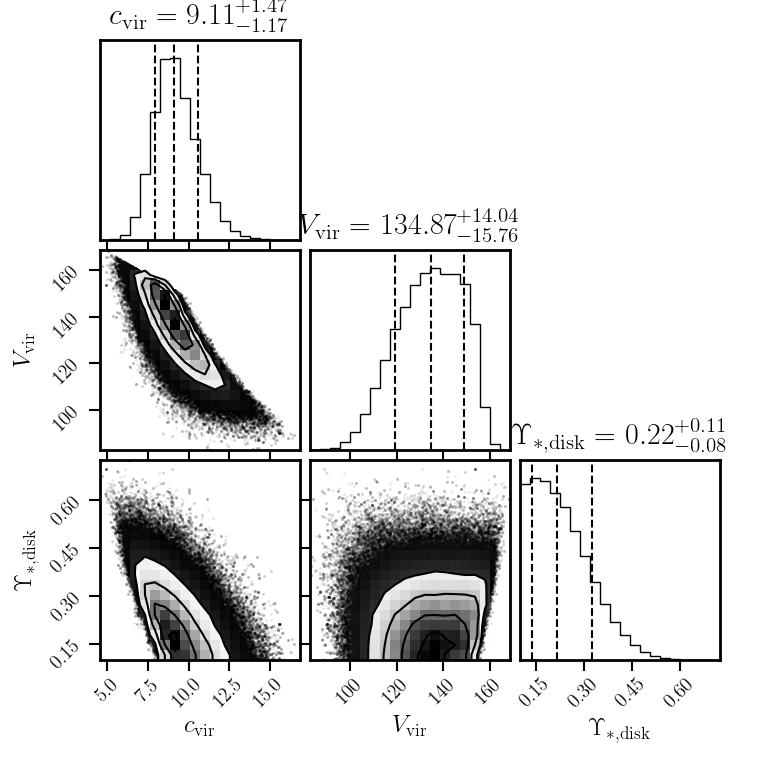 c_vir = 9.11^{+1.47}_{−1.17}
V_vir = 134.87^{+14.04}_{−15.76}
160
140
120
100
V_vir
Υ_{*,disk} = 0.22^{+0.11}_{−0.08}
0.60
0.45
0.30
0.15
Υ_{*,disk}
5.0 7.5 10.0 12.5 15.0
c_vir
100 120 140 160
V_vir
0.15 0.30 0.45 0.60
Υ_{*,disk}